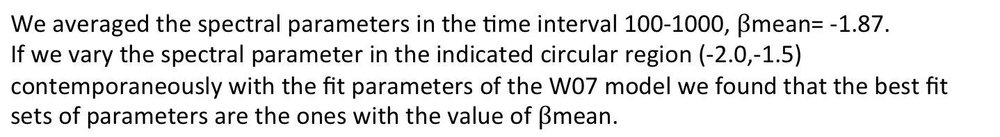 We averaged the spectral parameters in the time interval 100-1000, βmean= -1.87.
If we vary the spectral parameter in the indicated circular region (-2.0,-1.5)
contemporaneously with the fit parameters of the W07 model we found that the best fit
sets of parameters are the ones with the value of βmean.